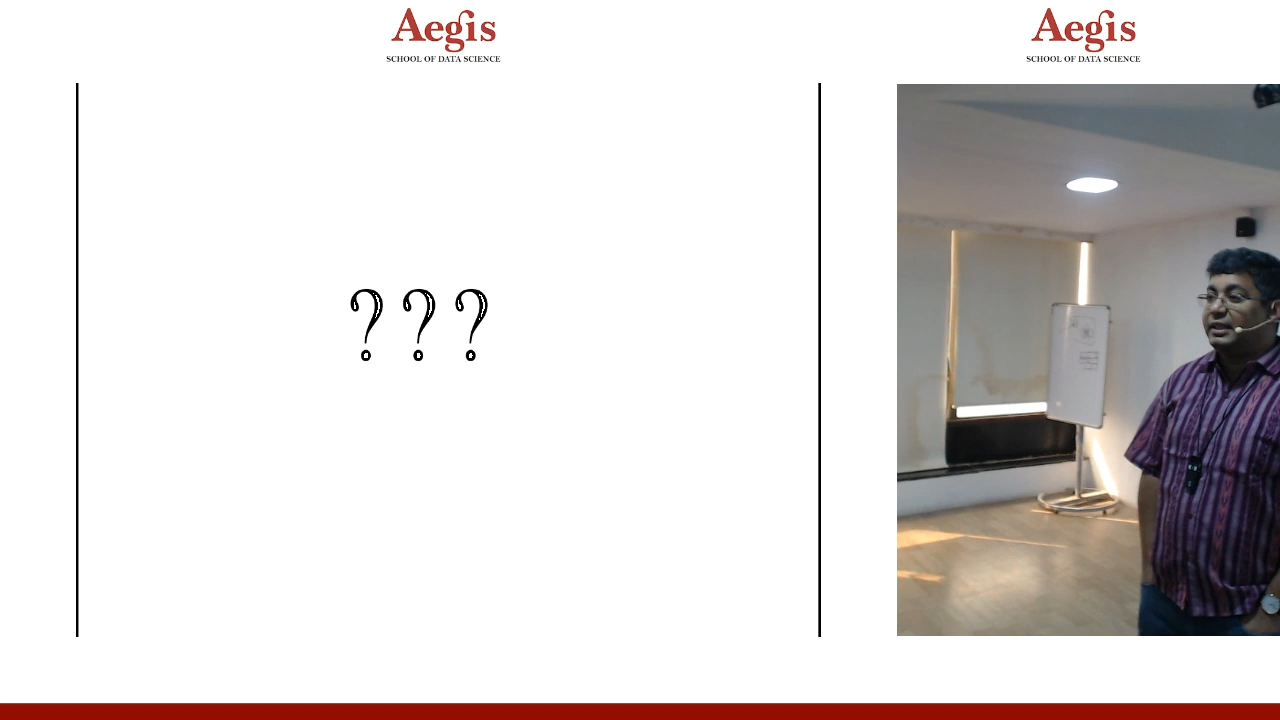 Aegis
SCHOOL OF DATA SCIENCE
Aegis
SCHOOL OF DATA SCIENCE
? ? ?